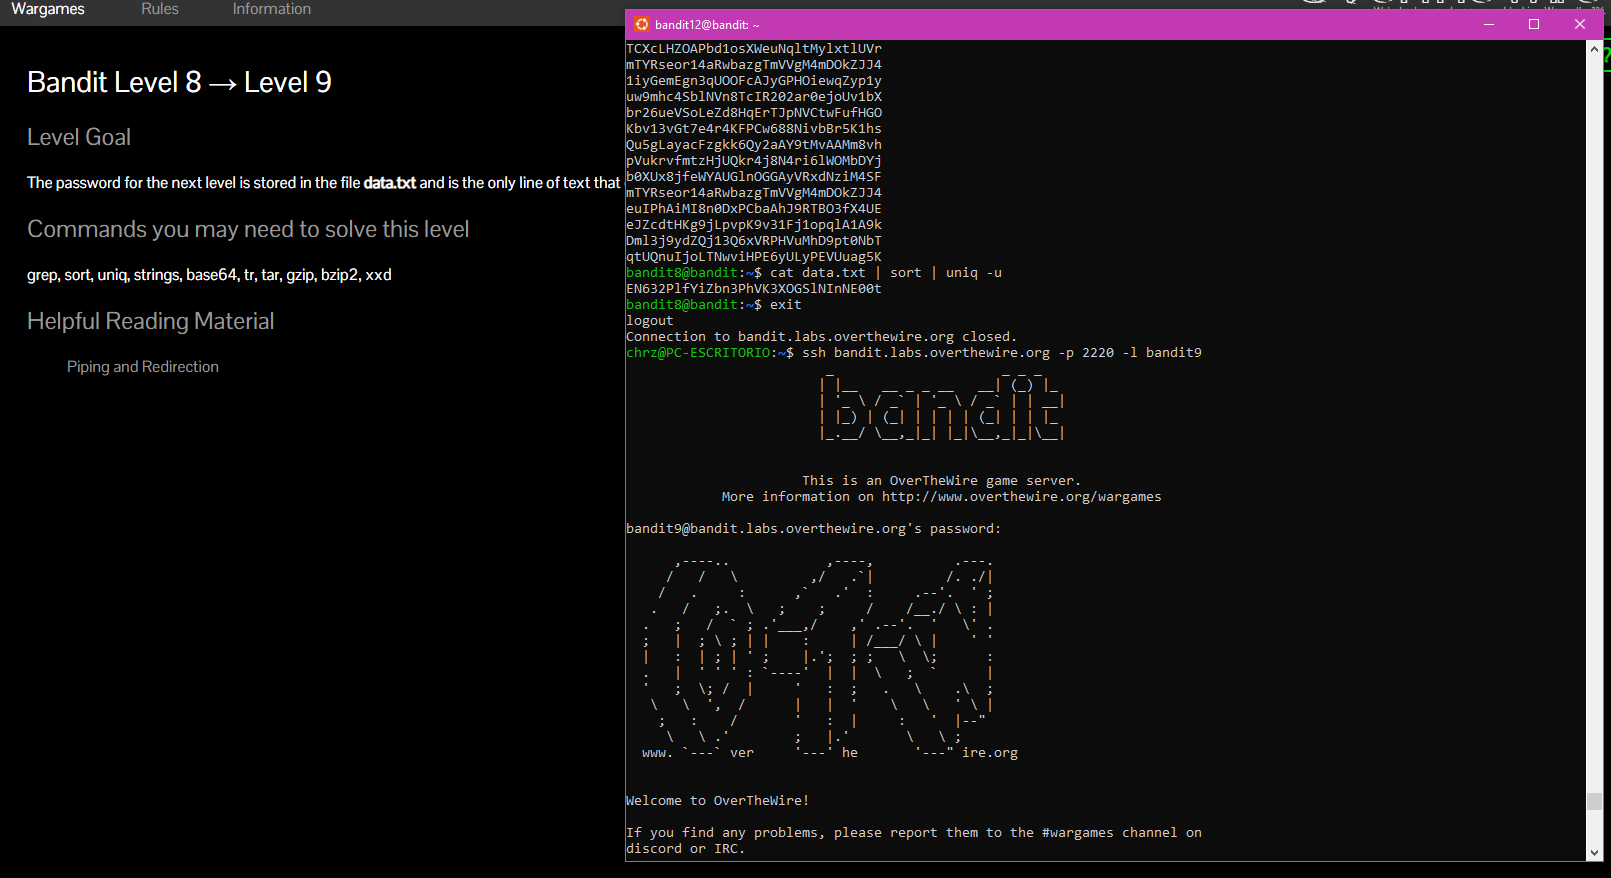 Wargames Rules Information
Bandit Level 8 → Level 9
Level Goal
The password for the next level is stored in the file data.txt and is the only line of text that
Commands you may need to solve this level
grep, sort, uniq, strings, base64, tr, tar, gzip, bzip2, xxd
Helpful Reading Material
Piping and Redirection
bandit12@bandit: ~
TCXcLHZOAPbd1osXWeuNqltMylxtlUVr
mTYRseor14aRwbazgTmVVgM4mDOkZJJ4
1iyGemEgn3qUOOFcAJyGPHOiewqZyp1y
uw9mhc4SblNVn8TcIR202ar0ejoUv1bX
br26ueVSoLeZd8HqErTJpNVCtwFufHGO
Kbv13vGt7e4r4KFPCw688NivbBr5K1hs
Qu5gLayacFzgkk6Qy2aAY9tMvAAMm8vh
pVukrvfmtzHjUQkr4j8N4ri6lWOMbDYj
b0XUx8jfeWYAUGlnOGGAyVRxdNziM4SF
mTYRseor14aRwbazgTmVVgM4mDOkZJJ4
euIPhAiMI8n0DxPCbaAhJ9RTBO3fX4UE
eJZcdtHKg9jLpvpK9v31Fj1opqlA1A9k
Dml3j9ydZQj13Q6xVRPHVuMhD9pt0NbT
qtUQnuIjoLTNwviHPE6yULyPEVUuag5K
bandit8@bandit:~$ cat data.txt | sort | uniq -u
EN632PlfYiZbn3PhVK3XOGSlNInNE00t
bandit8@bandit:~$ exit
logout
Connection to bandit.labs.overthewire.org closed.
chrz@PC-ESCRITORIO:~$ ssh bandit.labs.overthewire.org -p 2220 -l bandit9
bandit
This is an OverTheWire game server.
More information on http://www.overthewire.org/wargames
bandit9@bandit.labs.overthewire.org's password:
www. ver he ire.org
Welcome to OverTheWire!
If you find any problems, please report them to the #wargames channel on
discord or IRC.